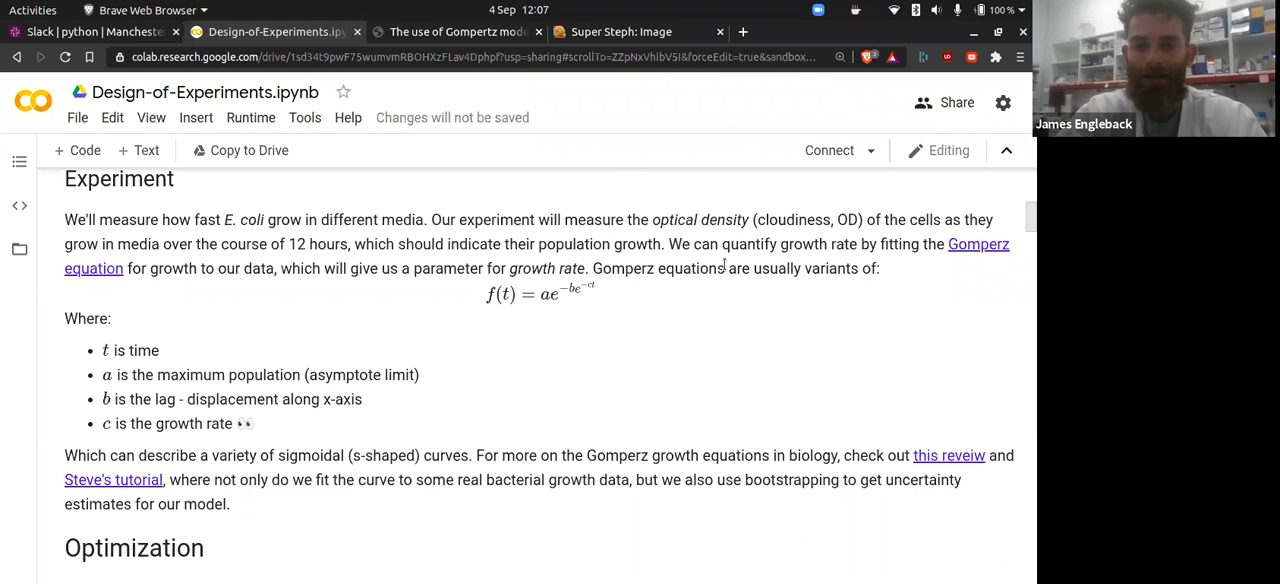 Activities
Brave Web Browser
4 Sep 12:07
100 %
Slack | python | Mancheste
Design-of-Experiments.ipy
The use of Gompertz mode
Super Steph: Image
colab.research.google.com/drive/1sd34t9pwF75wumvmRBOHXzFLav4Dphpf?usp=sharing#scrollTo=ZZpNxVhibV5I&forceEdit=true&sandbox...
Design-of-Experiments.ipynb
Share
File Edit View Insert Runtime Tools Help Changes will not be saved
James Engleback
+ Code + Text Copy to Drive Connect Editing
Experiment
We'll measure how fast E. coli grow in different media. Our experiment will measure the optical density (cloudiness, OD) of the cells as they
grow in media over the course of 12 hours, which should indicate their population growth. We can quantify growth rate by fitting the Gomperz
equation for growth to our data, which will give us a parameter for growth rate. Gomperz equations are usually variants of:
f(t) = ae^{-be^{-ct}}
Where:
• t is time
• a is the maximum population (asymptote limit)
• b is the lag - displacement along x-axis
• c is the growth rate 👀
Which can describe a variety of sigmoidal (s-shaped) curves. For more on the Gomperz growth equations in biology, check out this reveiw and
Steve's tutorial, where not only do we fit the curve to some real bacterial growth data, but we also use bootstrapping to get uncertainty
estimates for our model.
Optimization